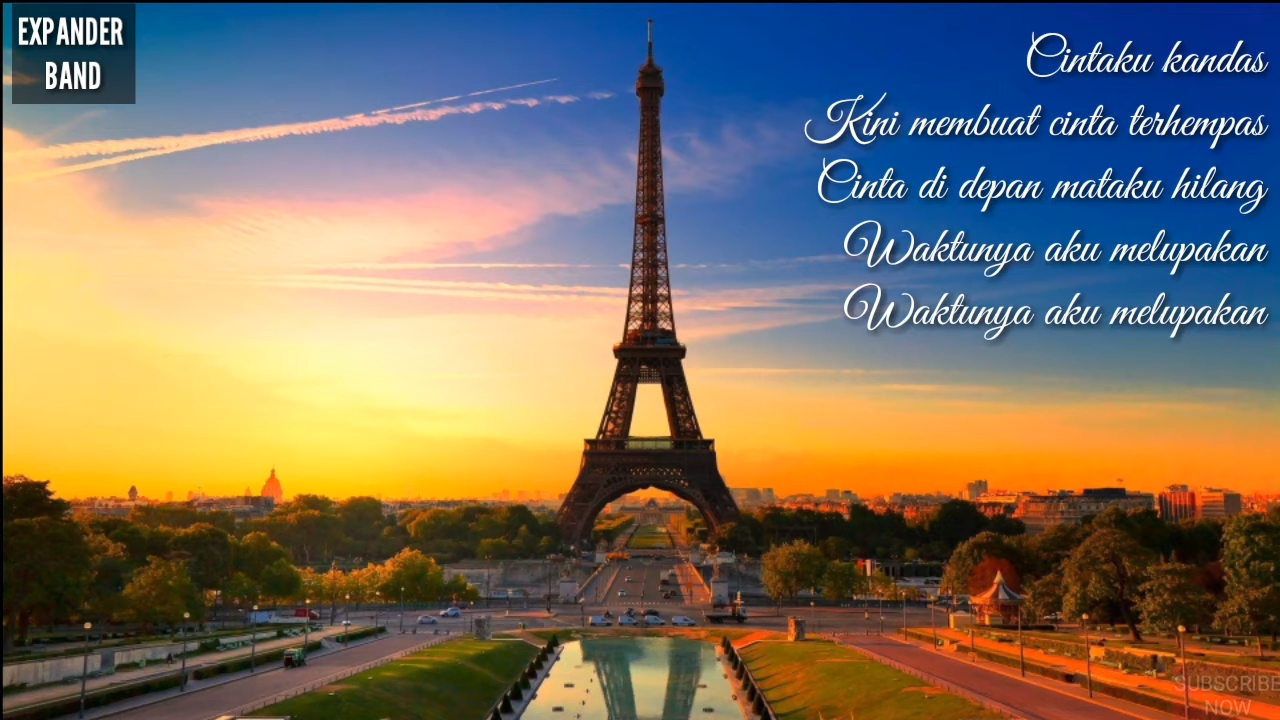 EXPANDER
BAND
Cintaku kandas
Kini membuat cinta terhempas
Cinta di depan mataku hilang
Waktunya aku melupakan
Waktunya aku melupakan
SUBSCRIBE
NOW